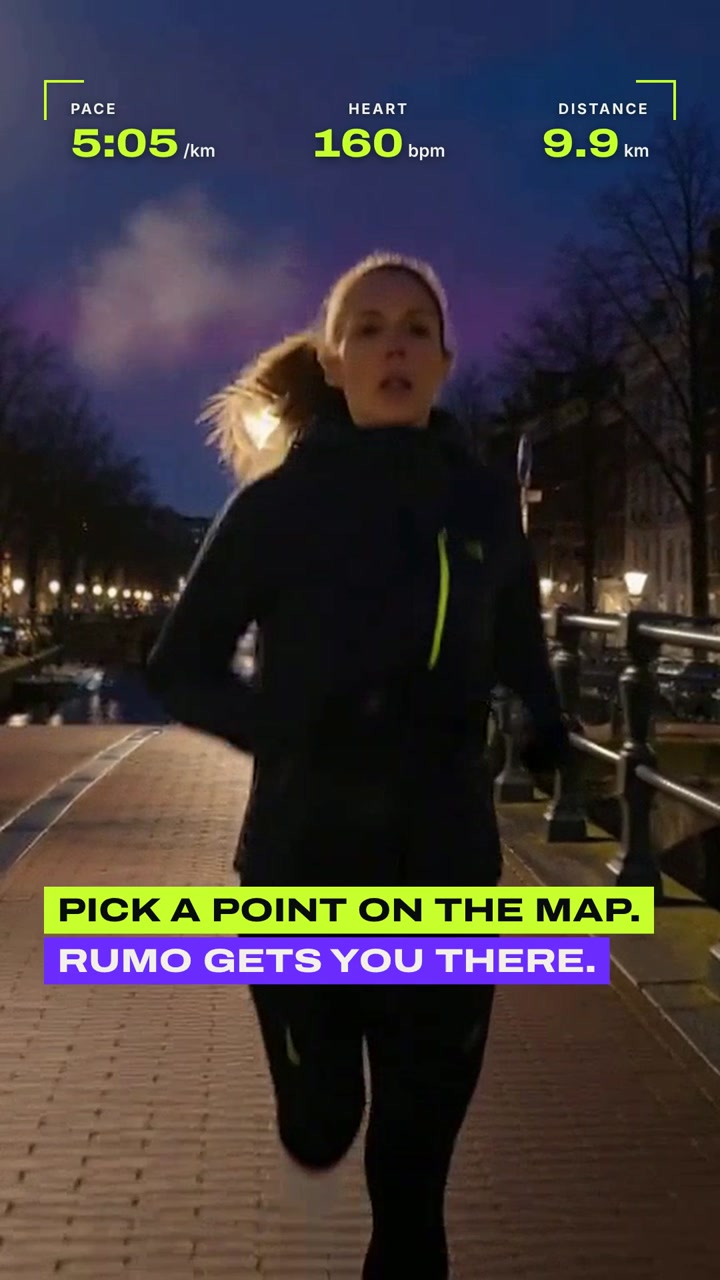 PACE HEART DISTANCE
5:05 /km 160 bpm 9.9 km
PICK A POINT ON THE MAP.
RUMO GETS YOU THERE.